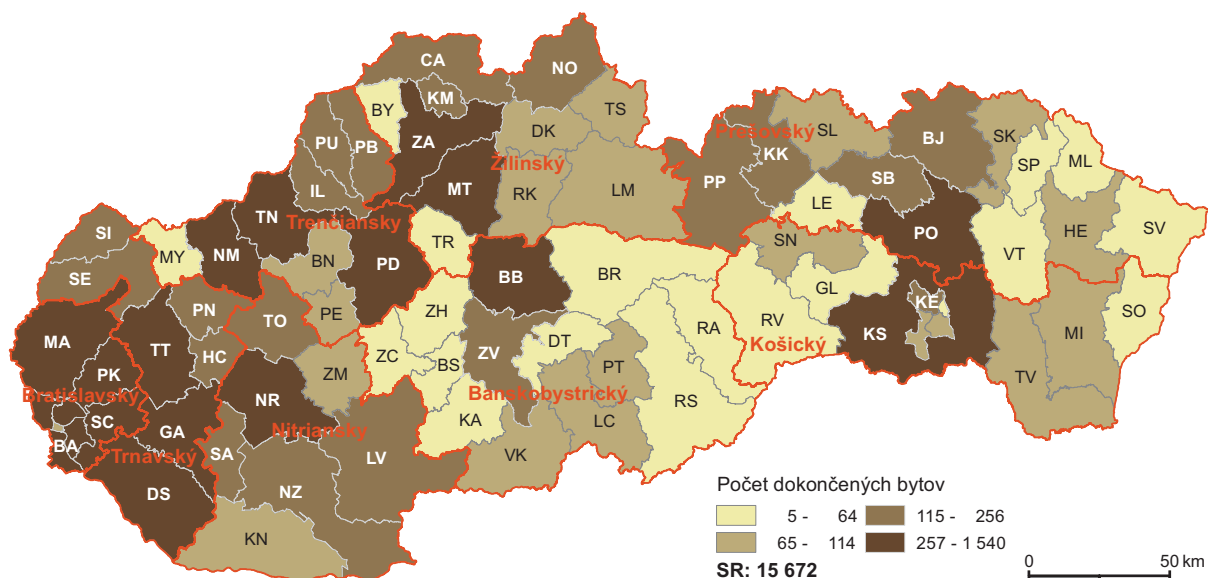 CA
NO
KM
BY
TS
PU
PB
ZA
DK
Žilinský
IL
MT
RK
LM
TN
Trenčiansky
Prešovský
SL
BJ
SK
KK
PP
SB
SP
ML
LE
SI
MY
NM
BN
PD
TR
BB
BR
SN
PO
VT
HE
SV
SE
PN
TO
PE
ZH
GL
KE
SO
MA
TT
HC
ZM
ZC
BS
ZV
DT
RA
RV
Košický
KS
MI
PK
Bratislavský
NR
Nitriansky
KA
Banskobystrický
PT
RS
TV
SC
BA
GA
Trnavský
SA
LV
VK
LC
DS
NZ
KN
Počet dokončených bytov
5 - 64
115 - 256
65 - 114
257 - 1 540
SR: 15 672
0
50 km